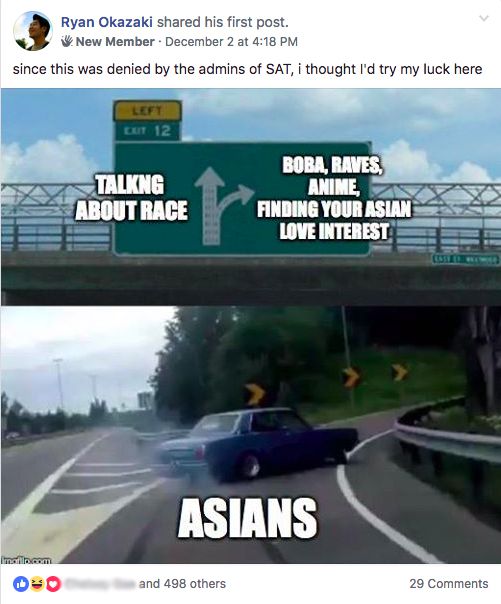 Ryan Okazaki shared his first post.
New Member · December 2 at 4:18 PM
since this was denied by the admins of SAT, i thought I'd try my luck here
LEFT
EXIT 12
TALKNG
ABOUT RACE
BOBA, RAVES,
ANIME,
FINDING YOUR ASIAN
LOVE INTEREST
ASIANS
imgflip.com
and 498 others
29 Comments